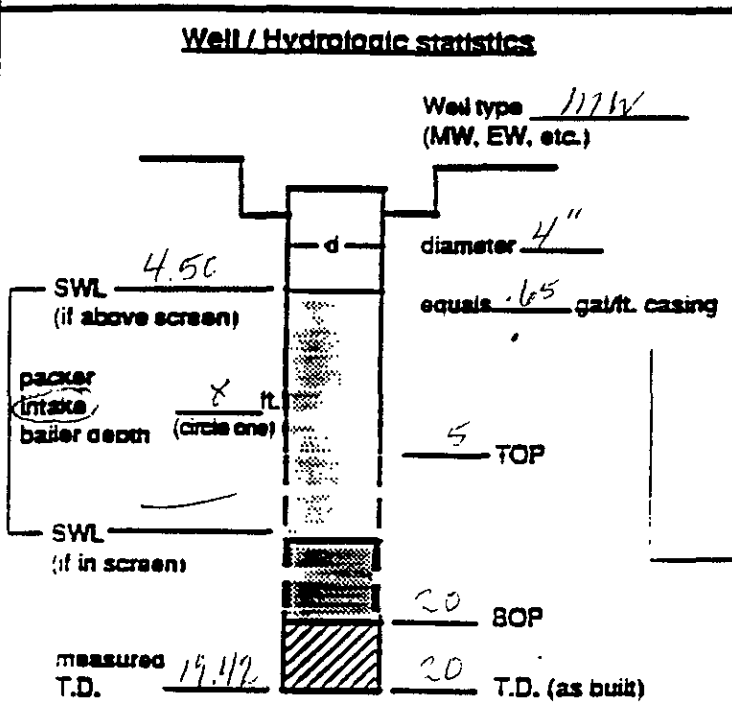 Well / Hydrologic statistics
Well type MW
(MW, EW, etc.)
d
diameter 4"
SWL 4.50
(if above screen)
equals .65 gal/ft. casing
packer
intake
bailer depth
ft.
(circle one)
5 TOP
SWL
(if in screen)
20 BOP
measured
T.D. 19.42
20 T.D. (as built)